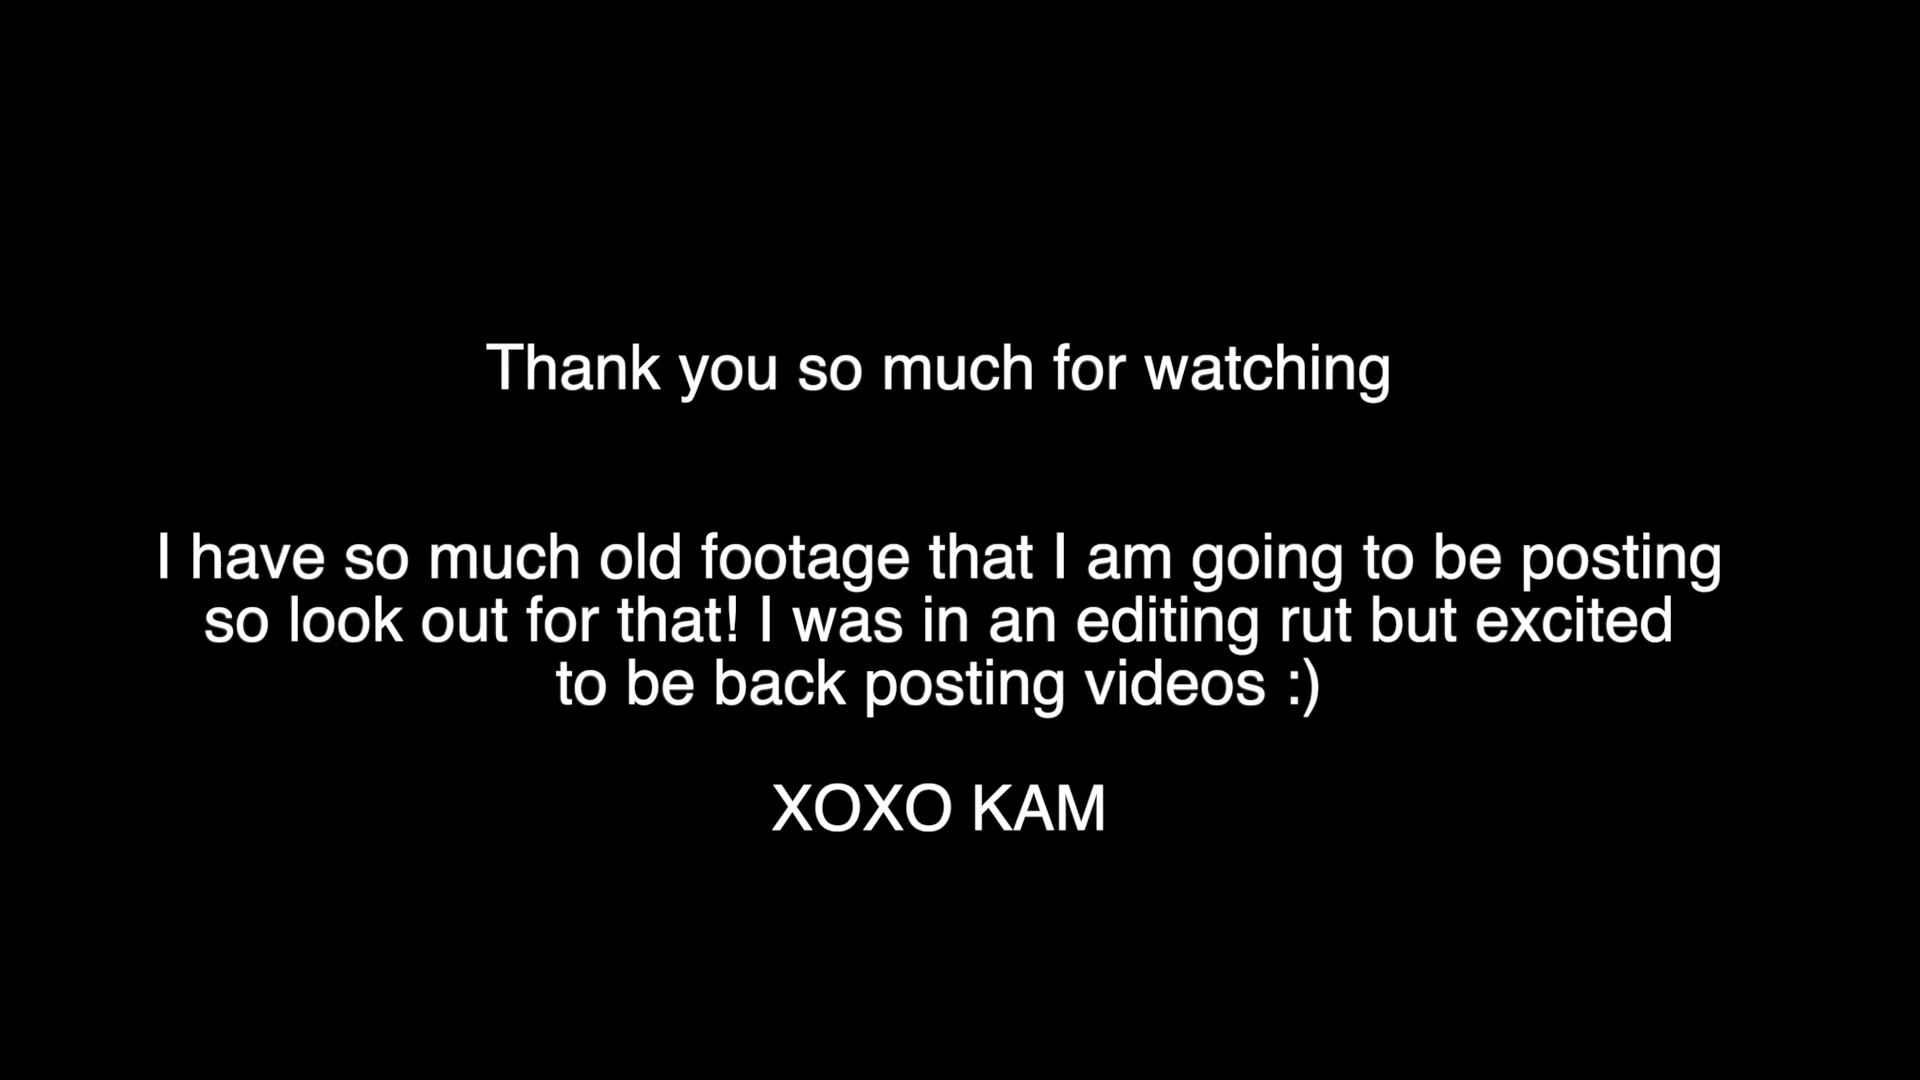 Thank you so much for watching
I have so much old footage that I am going to be posting
so look out for that! I was in an editing rut but excited
to be back posting videos :)
XOXO KAM